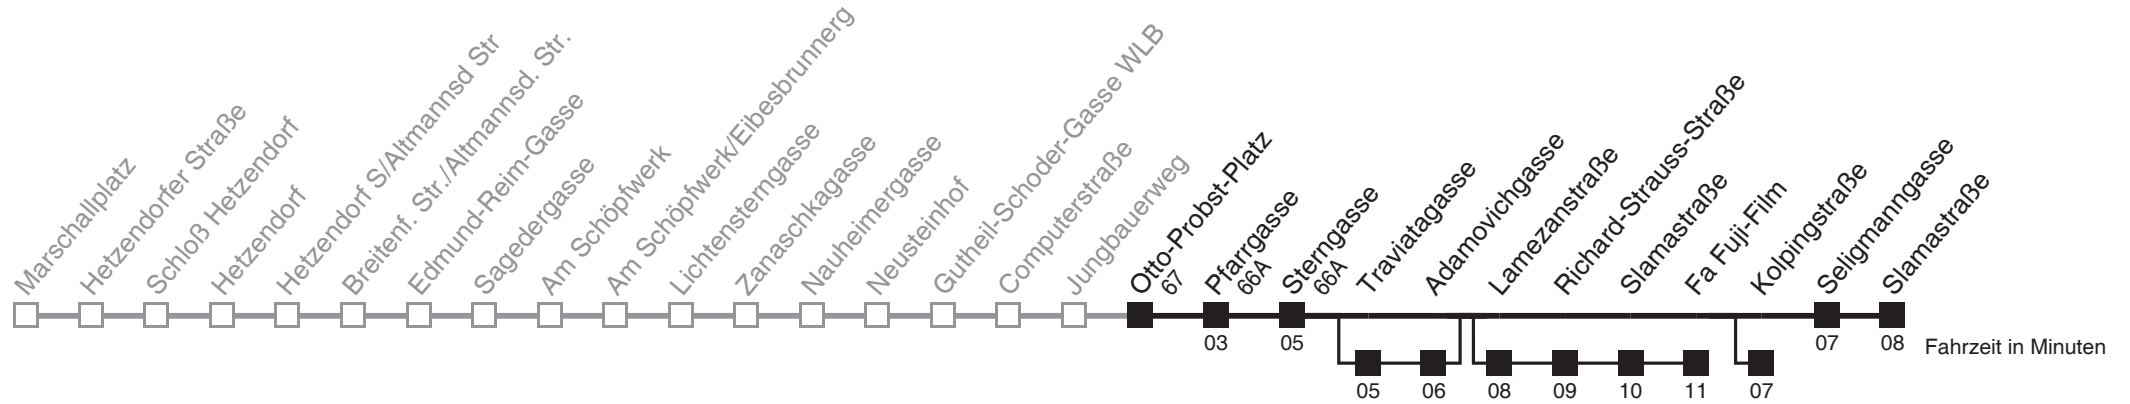 Marschallplatz
Hetzendorfer Straße
Schloß Hetzendorf
Hetzendorf
Hetzendorf S/Altmannsd Str
Breitenf. Str./Altmannsd. Str.
Edmund-Reim-Gasse
Sagedergasse
Am Schöpfwerk
Am Schöpfwerk/Eibesbrunnerg
Lichtensterngasse
Zanaschkagasse
Nauheimergasse
Neusteinhof
Gutheil-Schoder-Gasse WLB
Computerstraße
Jungbauerweg
Otto-Probst-Platz
67
Pfarrgasse
66A
Sterngasse
66A
Traviatagasse
Adamovichgasse
Lamezanstraße
Richard-Strauss-Straße
Slamastraße
Fa Fuji-Film
Kolpingstraße
Seligmanngasse
Slamastraße
03
05
07
08
Fahrzeit in Minuten
05
06
08
09
10
11
07